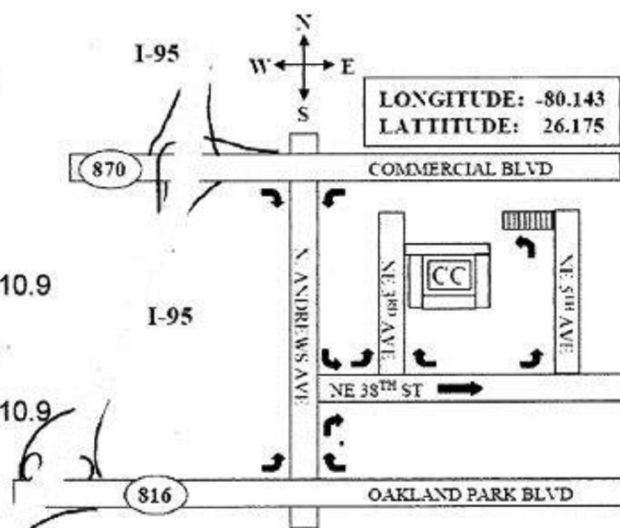 N
I-95
W E
S
LONGITUDE: -80.143
LATTITUDE: 26.175
870
COMMERCIAL BLVD
10.9
I-95
N. ANDREWS AVE
NE 3RD AVE
CC
NE 5TH AVE
NE 38TH ST
10.9
816
OAKLAND PARK BLVD